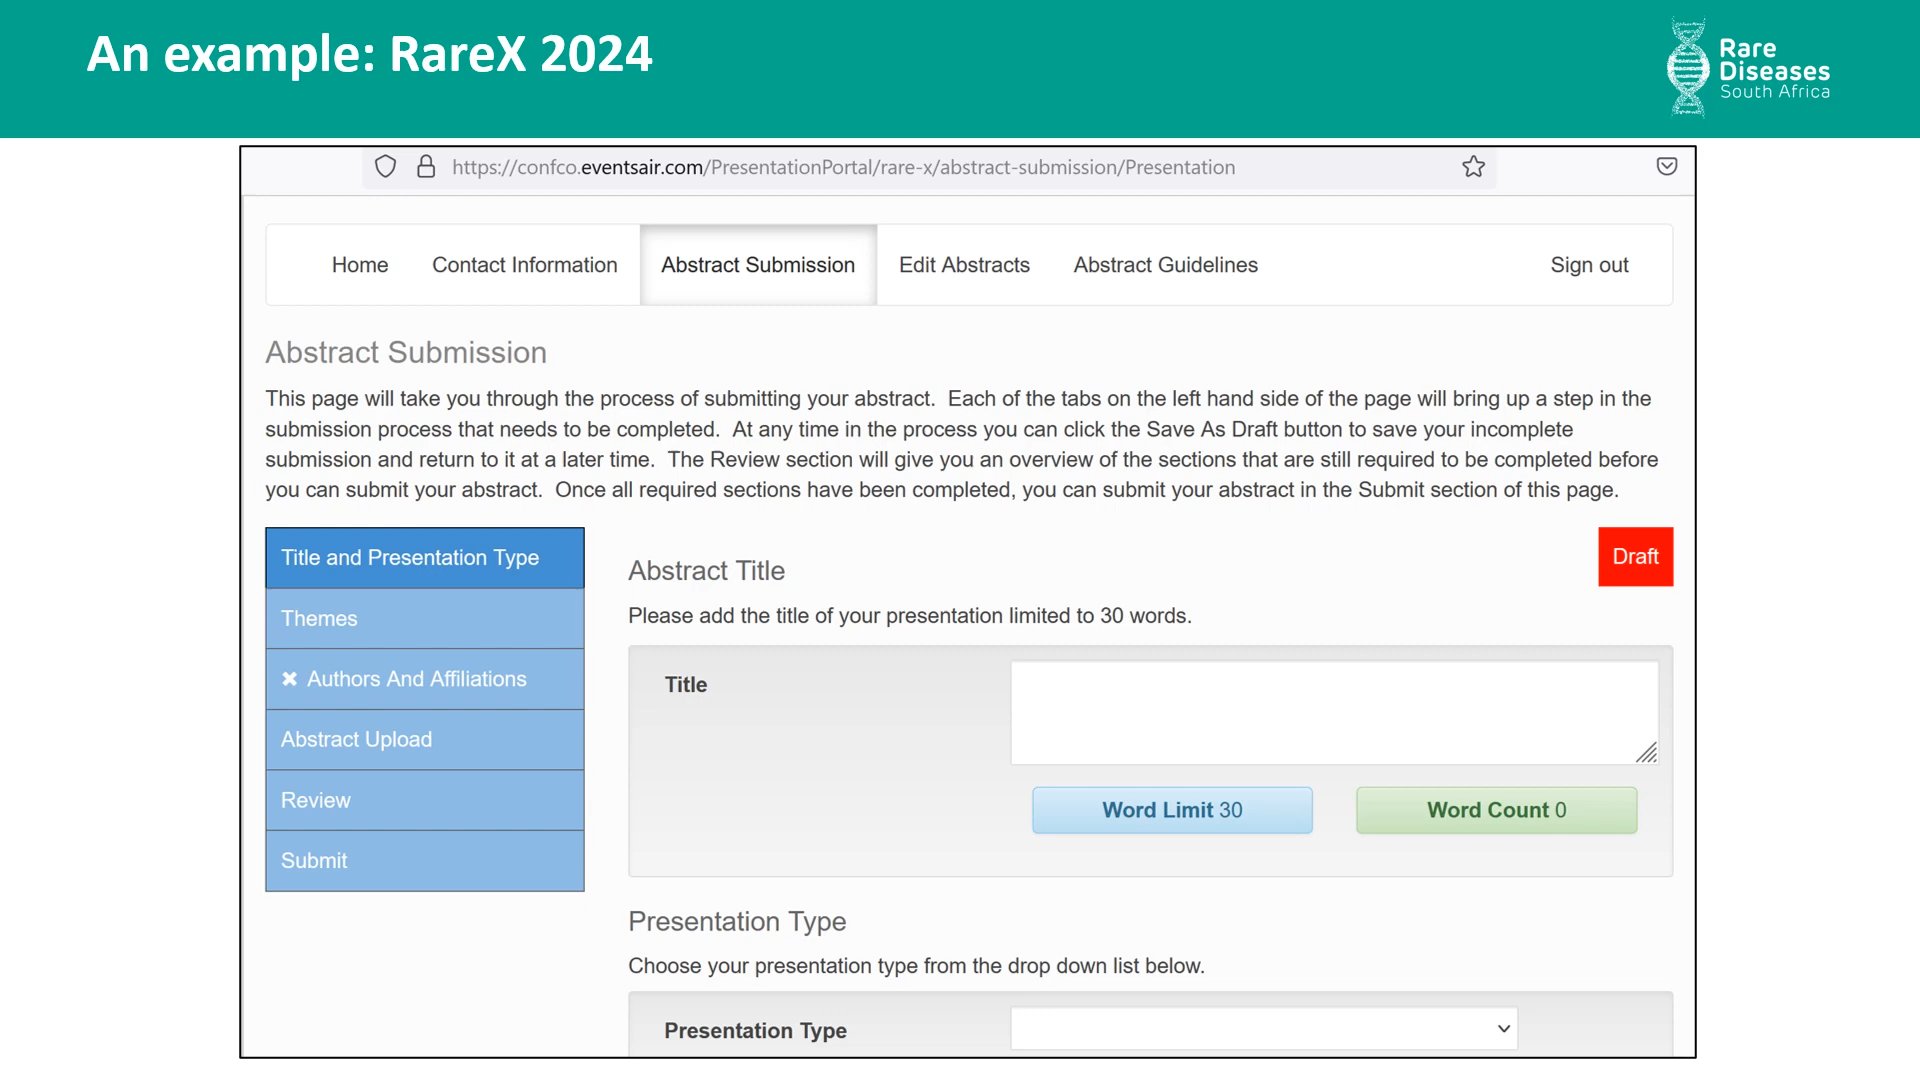 An example: RareX 2024
Rare
Diseases
South Africa
https://confco.eventsair.com/PresentationPortal/rare-x/abstract-submission/Presentation
Home Contact Information Abstract Submission Edit Abstracts Abstract Guidelines Sign out
Abstract Submission
This page will take you through the process of submitting your abstract.  Each of the tabs on the left hand side of the page will bring up a step in the
submission process that needs to be completed.  At any time in the process you can click the Save As Draft button to save your incomplete
submission and return to it at a later time.  The Review section will give you an overview of the sections that are still required to be completed before
you can submit your abstract.  Once all required sections have been completed, you can submit your abstract in the Submit section of this page.
Title and Presentation Type
Themes
Authors And Affiliations
Abstract Upload
Review
Submit
Draft
Abstract Title
Please add the title of your presentation limited to 30 words.
Title
Word Limit 30 Word Count 0
Presentation Type
Choose your presentation type from the drop down list below.
Presentation Type